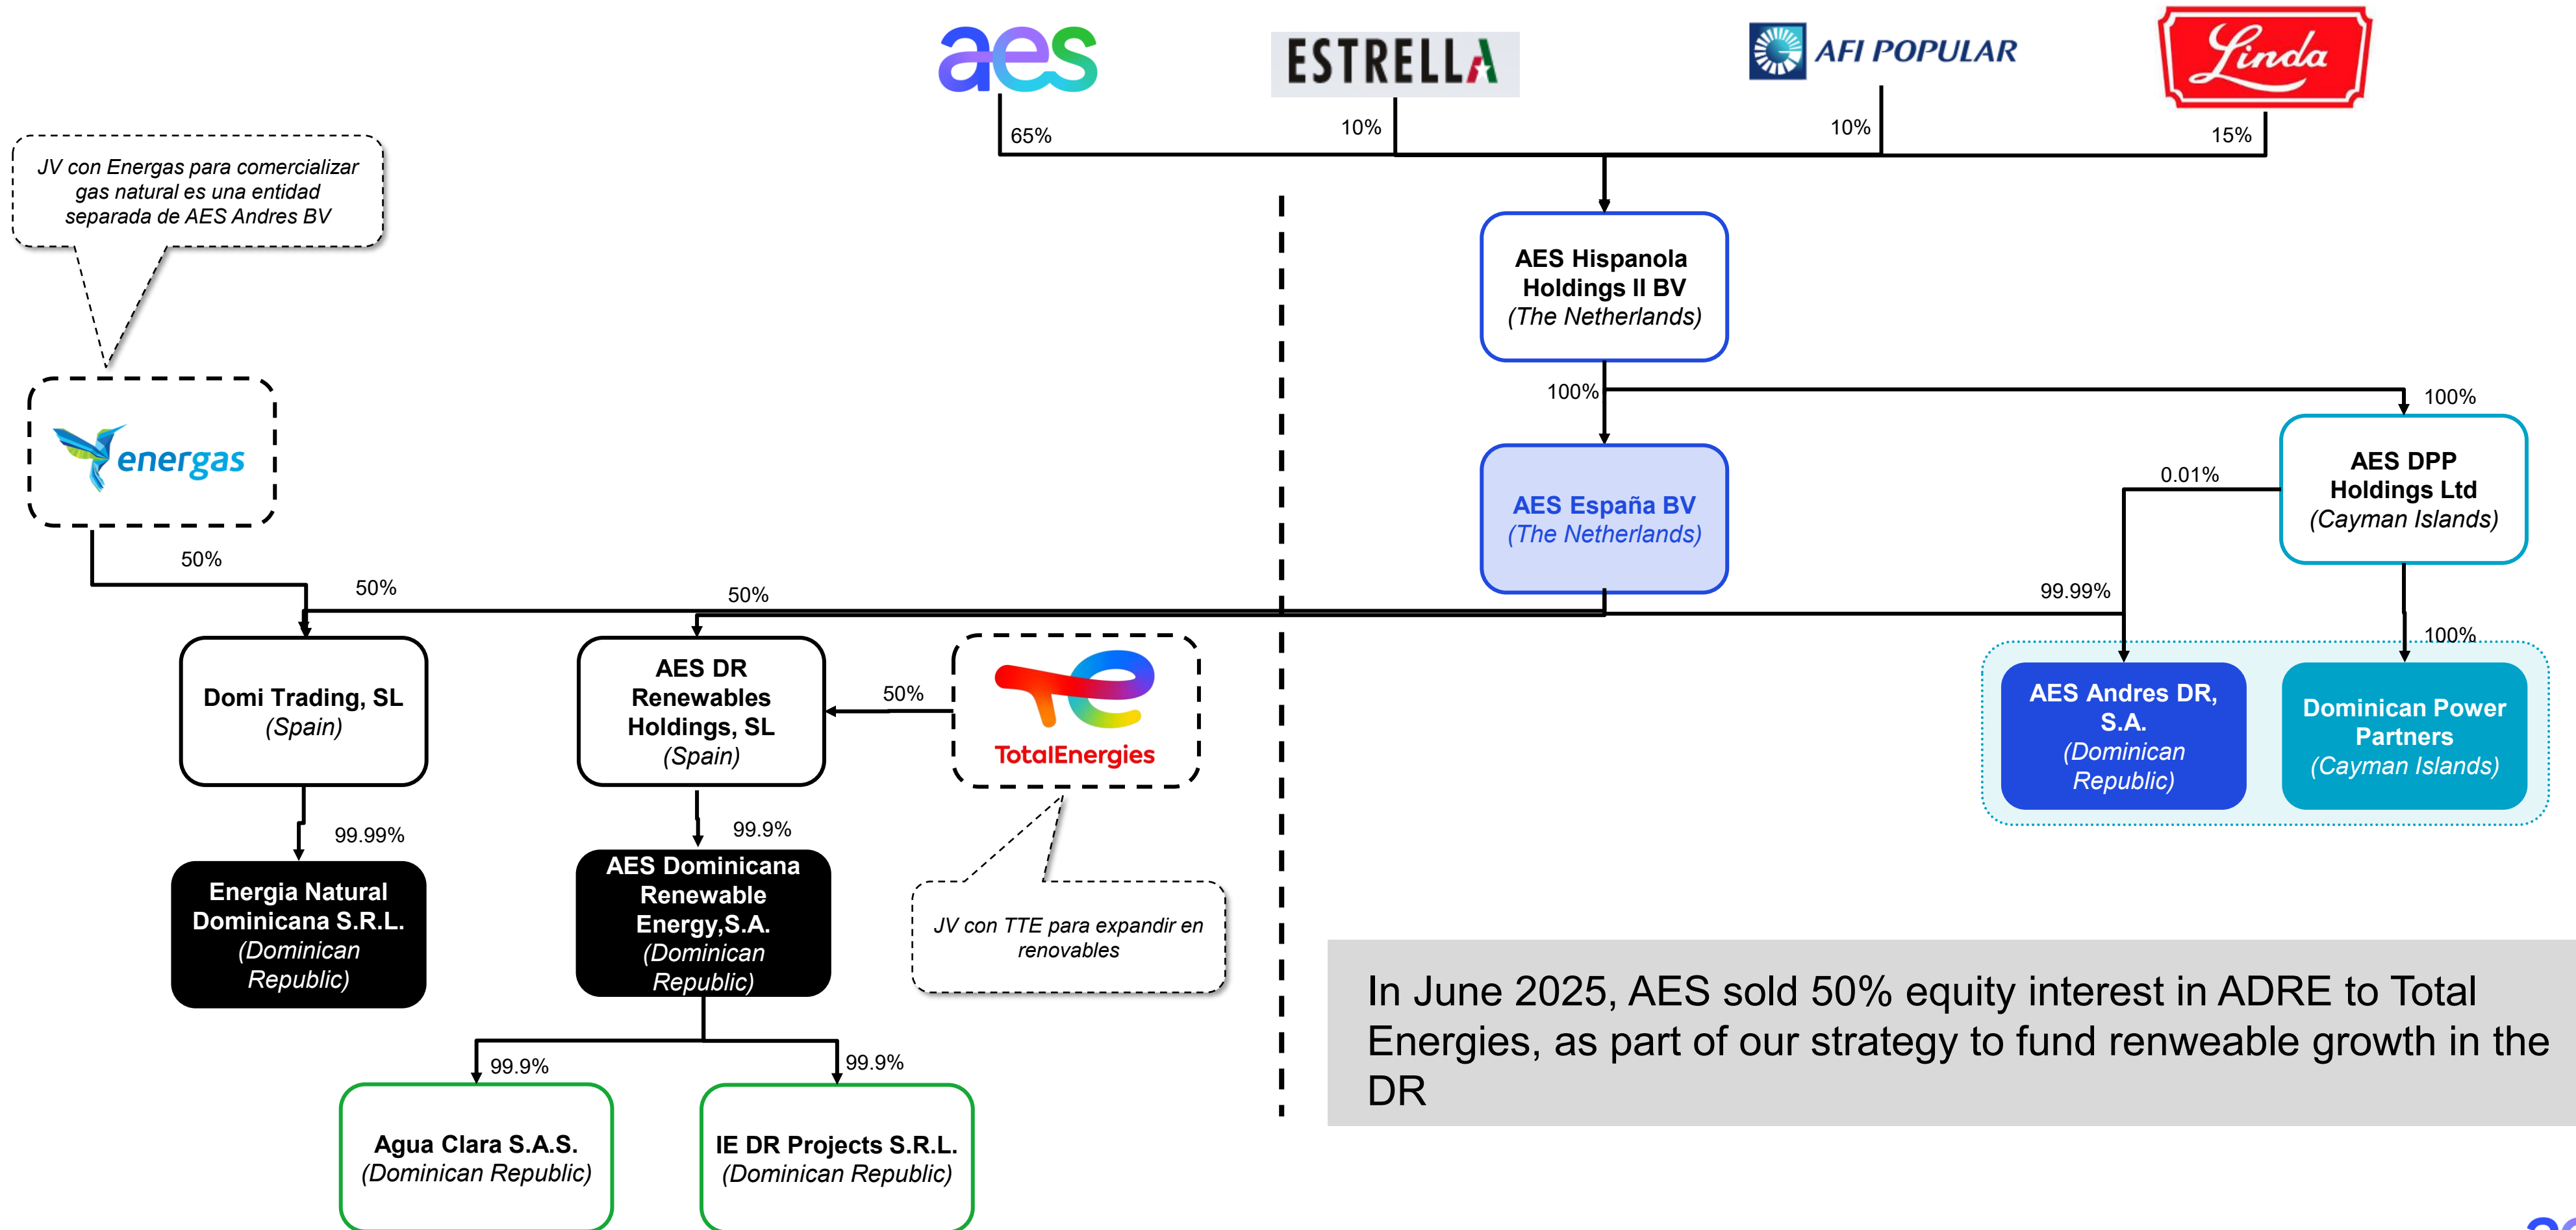 aes
ESTRELLA
AFI POPULAR
Linda
65%
10%
10%
15%
JV con Energas para comercializar
gas natural es una entidad
separada de AES Andres BV
AES Hispanola
Holdings II BV
(The Netherlands)
100%
100%
energas
AES España BV
(The Netherlands)
0.01%
AES DPP
Holdings Ltd
(Cayman Islands)
50%
50%
50%
99.99%
100%
Domi Trading, SL
(Spain)
AES DR
Renewables
Holdings, SL
(Spain)
50%
TotalEnergies
AES Andres DR,
S.A.
(Dominican
Republic)
Dominican Power
Partners
(Cayman Islands)
99.99%
99.9%
Energia Natural
Dominicana S.R.L.
(Dominican
Republic)
AES Dominicana
Renewable
Energy,S.A.
(Dominican
Republic)
JV con TTE para expandir en
renovables
In June 2025, AES sold 50% equity interest in ADRE to Total
Energies, as part of our strategy to fund renweable growth in the
DR
99.9%
99.9%
Agua Clara S.A.S.
(Dominican Republic)
IE DR Projects S.R.L.
(Dominican Republic)